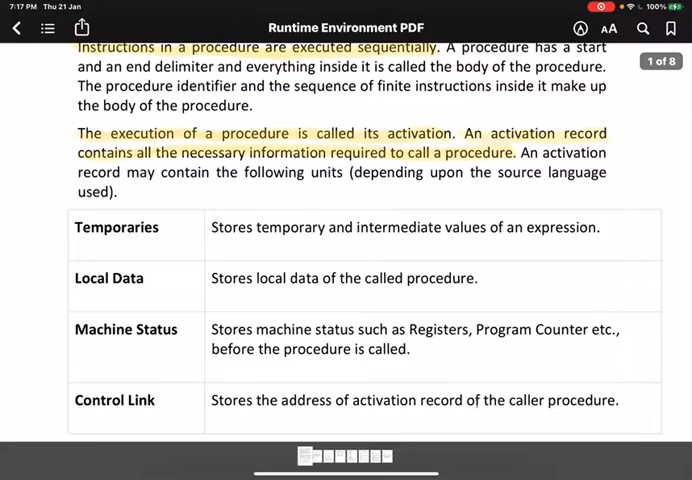 7:17 PM Thu 21 Jan
100%
Runtime Environment PDF
AA
1 of 8
Instructions in a procedure are executed sequentially. A procedure has a start
and an end delimiter and everything inside it is called the body of the procedure.
The procedure identifier and the sequence of finite instructions inside it make up
the body of the procedure.
The execution of a procedure is called its activation. An activation record
contains all the necessary information required to call a procedure. An activation
record may contain the following units (depending upon the source language
used).
Temporaries Stores temporary and intermediate values of an expression.
Local Data Stores local data of the called procedure.
Machine Status Stores machine status such as Registers, Program Counter etc.,
before the procedure is called.
Control Link Stores the address of activation record of the caller procedure.